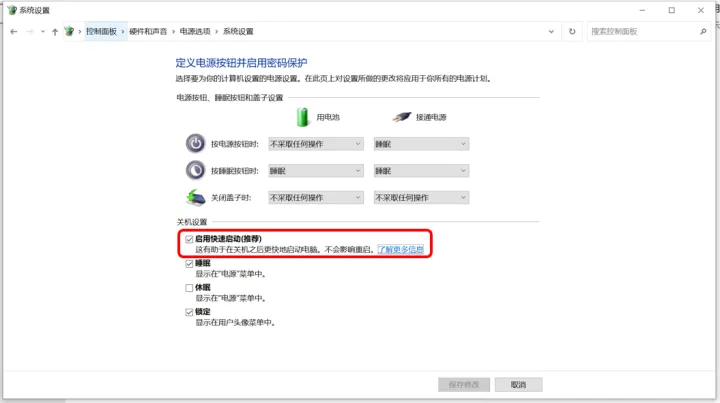 系统设置
控制面板 > 硬件和声音 > 电源选项 > 系统设置
搜索控制面板
定义电源按钮并启用密码保护
选择要为你的计算机设置的电源设置。在此页上对设置所做的更改将应用于你所有的电源计划。
电源按钮、睡眠按钮和盖子设置
用电池 接通电源
按电源按钮时: 不采取任何操作 睡眠
按睡眠按钮时: 睡眠 睡眠
关闭盖子时: 不采取任何操作 不采取任何操作
关机设置
启用快速启动(推荐)
这有助于在关机之后更快地启动电脑。不会影响重启。了解更多信息
睡眠
显示在"电源"菜单中。
休眠
显示在"电源"菜单中。
锁定
显示在用户头像菜单中。
保存修改 取消